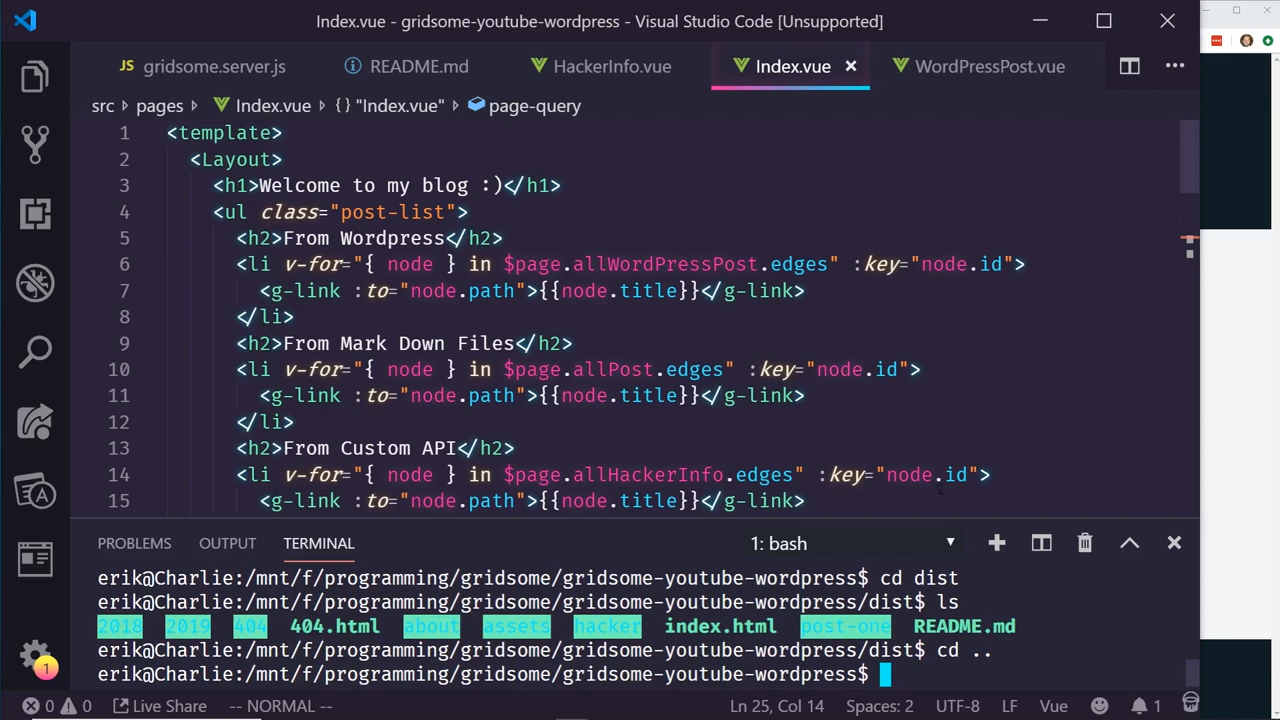 Index.vue - gridsome-youtube-wordpress - Visual Studio Code [Unsupported]
JS gridsome.server.js README.md HackerInfo.vue Index.vue WordPressPost.vue
src › pages › Index.vue › {} "Index.vue" › page-query
1 <template>
2 <Layout>
3 <h1>Welcome to my blog :)</h1>
4 <ul class="post-list">
5 <h2>From Wordpress</h2>
6 <li v-for="{ node } in $page.allWordPressPost.edges" :key="node.id">
7 <g-link :to="node.path">{{node.title}}</g-link>
8 </li>
9 <h2>From Mark Down Files</h2>
10 <li v-for="{ node } in $page.allPost.edges" :key="node.id">
11 <g-link :to="node.path">{{node.title}}</g-link>
12 </li>
13 <h2>From Custom API</h2>
14 <li v-for="{ node } in $page.allHackerInfo.edges" :key="node.id">
15 <g-link :to="node.path">{{node.title}}</g-link>
PROBLEMS OUTPUT TERMINAL 1: bash
erik@Charlie:/mnt/f/programming/gridsome/gridsome-youtube-wordpress$ cd dist
erik@Charlie:/mnt/f/programming/gridsome/gridsome-youtube-wordpress/dist$ ls
2018 2019 404 404.html about assets hacker index.html post-one README.md
erik@Charlie:/mnt/f/programming/gridsome/gridsome-youtube-wordpress/dist$ cd ..
erik@Charlie:/mnt/f/programming/gridsome/gridsome-youtube-wordpress$
1
0 0 Live Share -- NORMAL -- Ln 25, Col 14 Spaces: 2 UTF-8 LF Vue 1